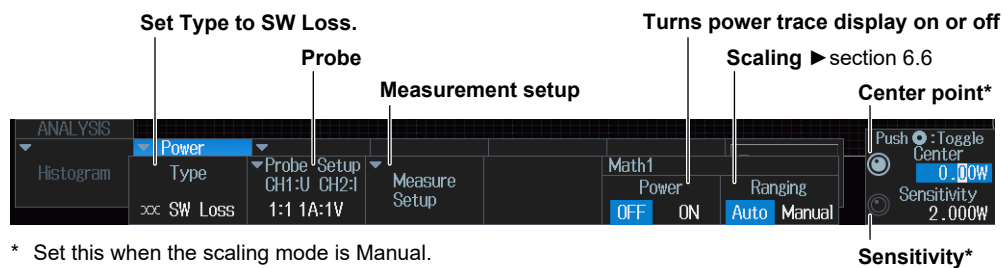 Set Type to SW Loss.
Turns power trace display on or off
Probe
Scaling ►section 6.6
Measurement setup
Center point*
ANALYSIS
Histogram
Power
Type
SW Loss
Probe Setup
CH1:U CH2:I
1:1 1A:1V
Measure
Setup
Math1
Power
OFF ON
Ranging
Auto Manual
Push :Toggle
Center
0.00W
Sensitivity
2.000W
* Set this when the scaling mode is Manual.
Sensitivity*